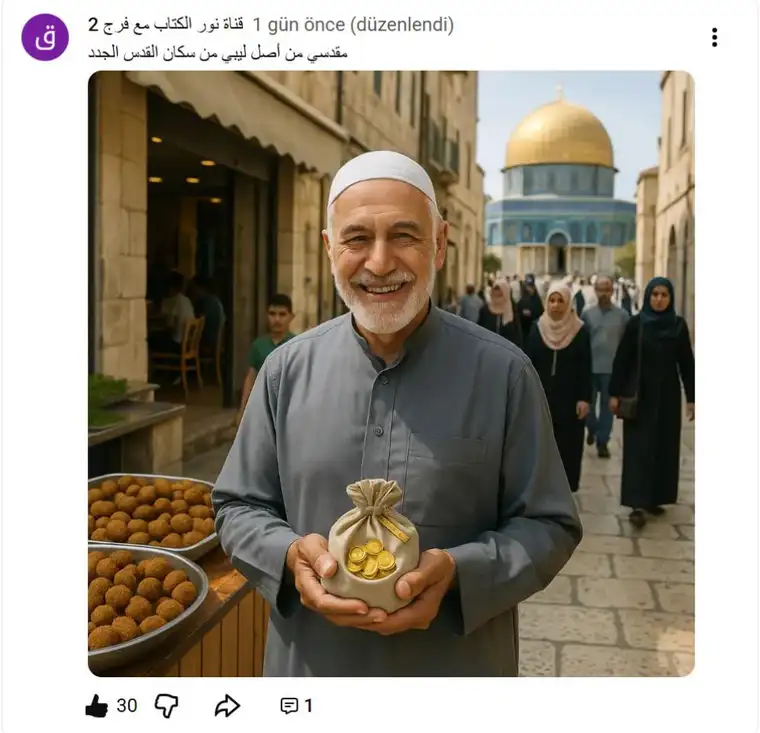 ق
قناة نور الكتاب مع فرج 2 1 gün önce (düzenlendi)
مقدسي من أصل ليبي من سكان القدس الجدد
30
1